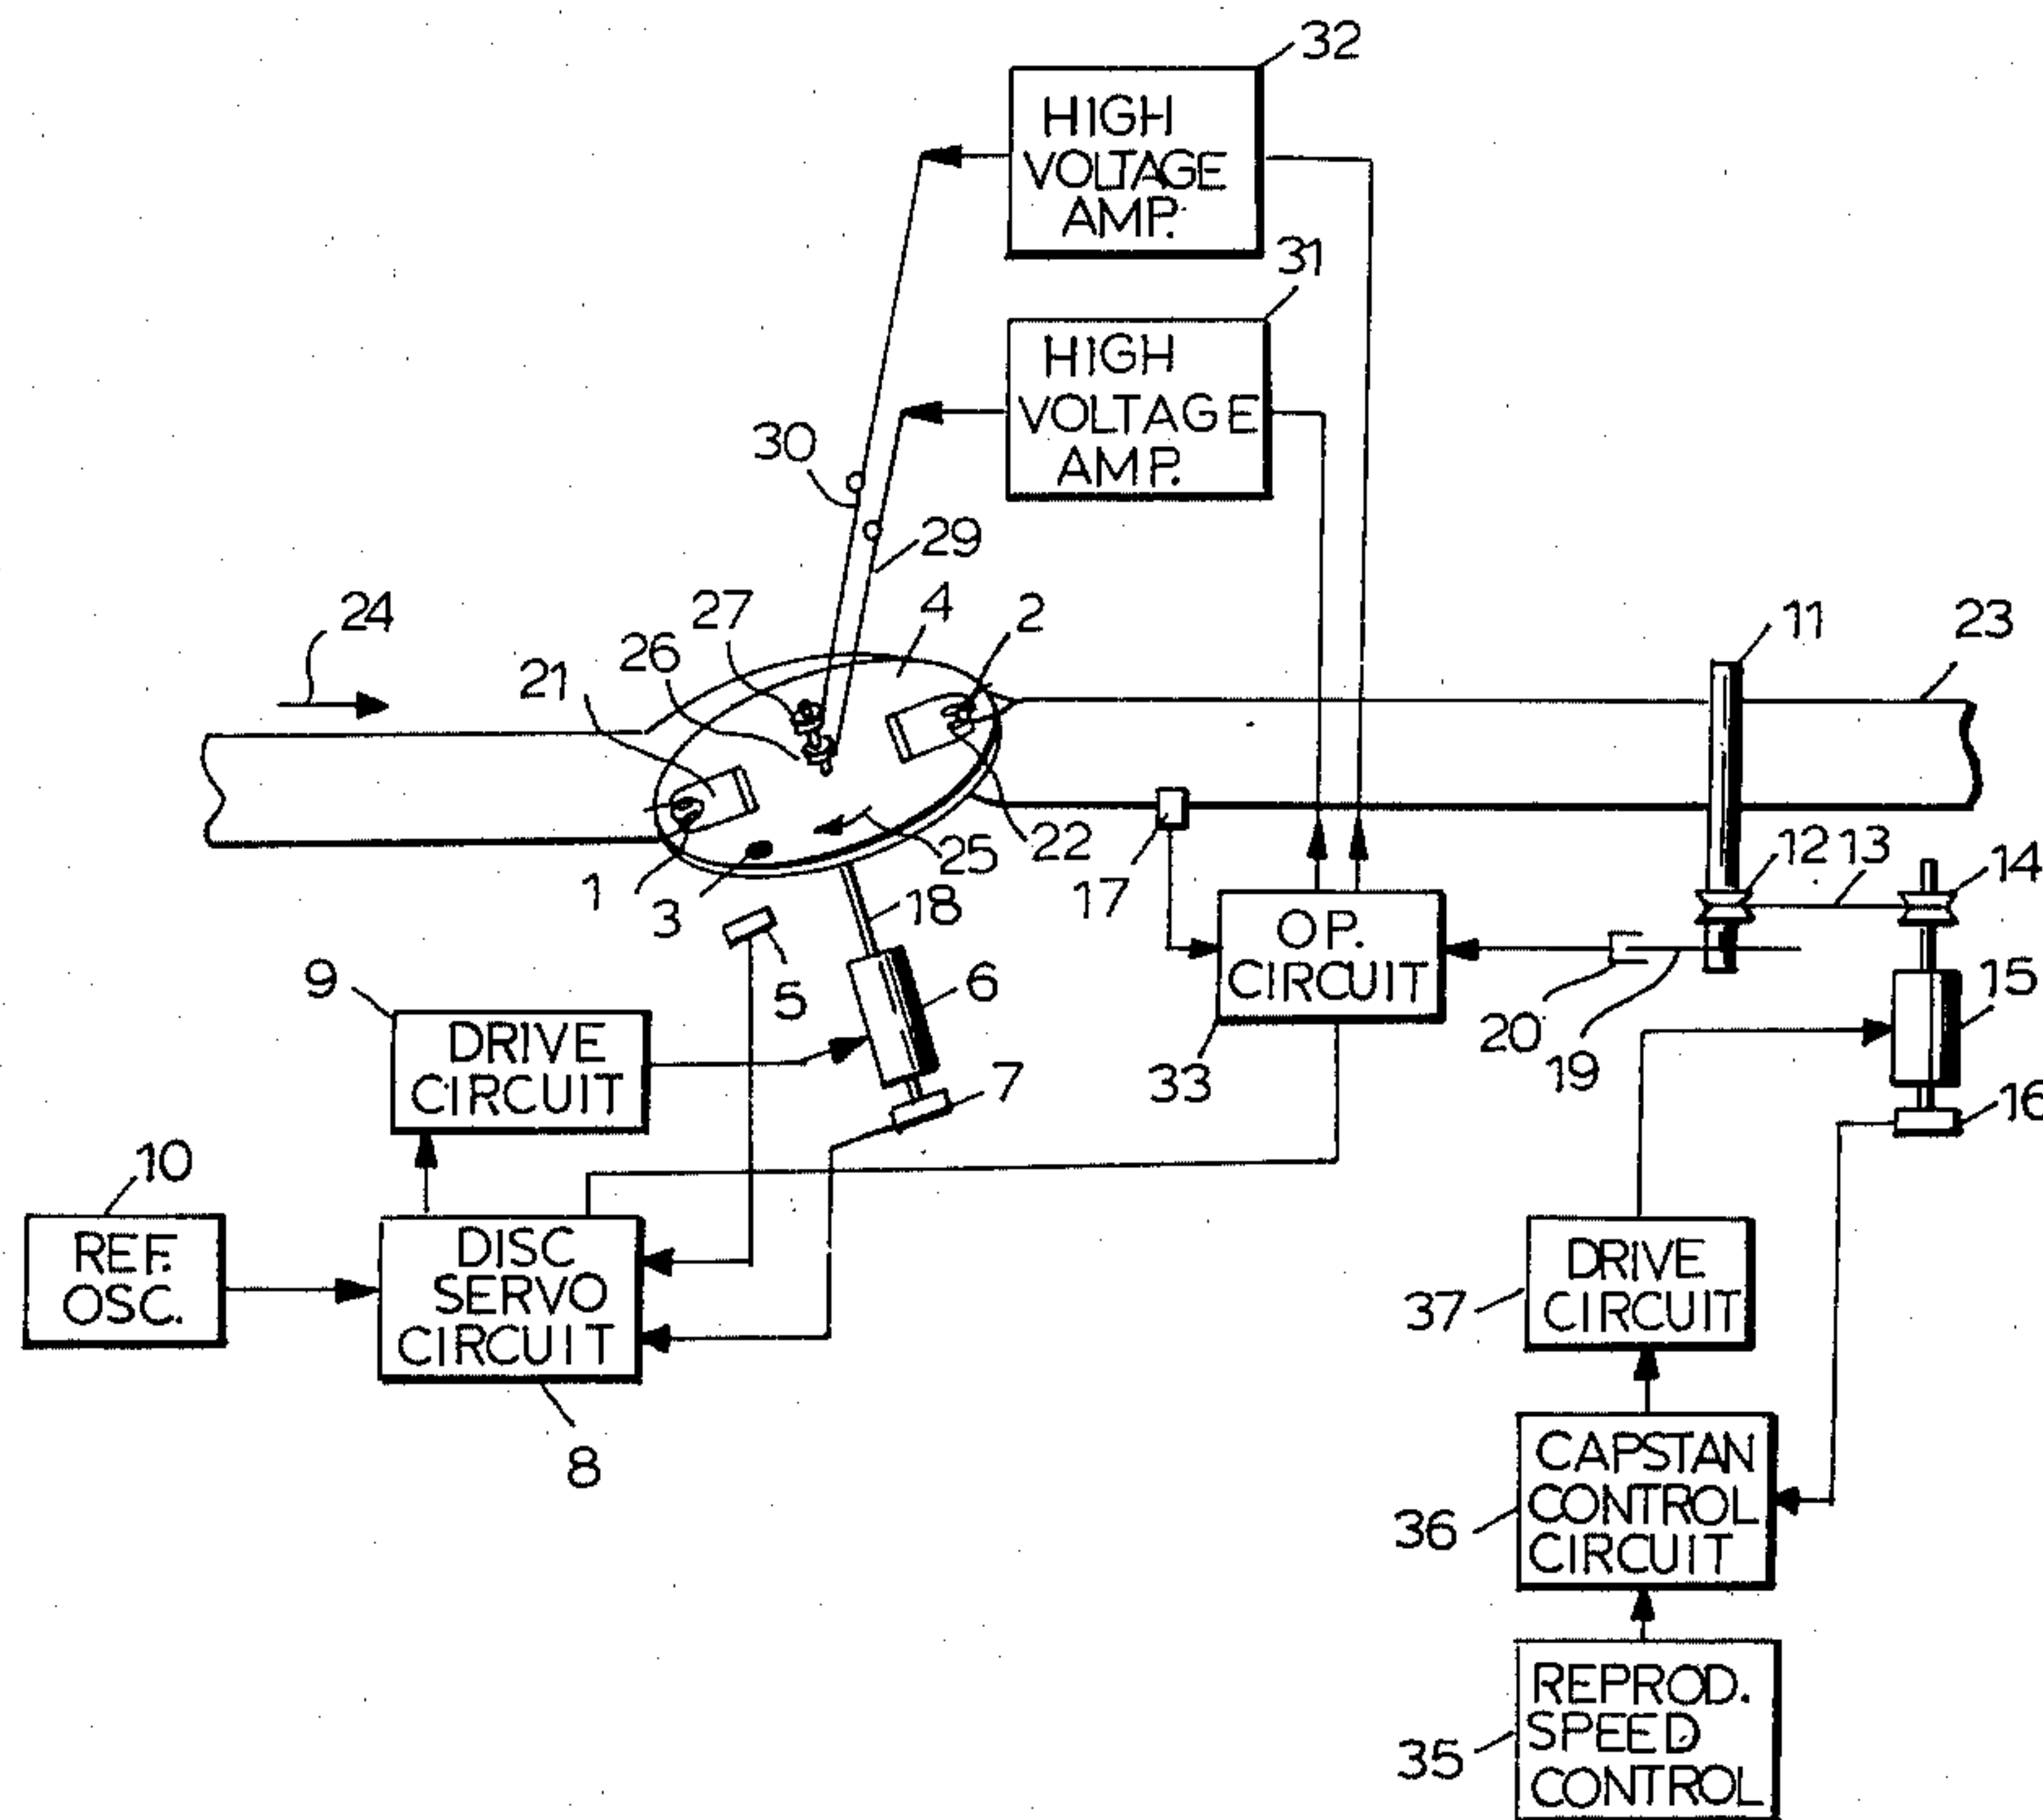 32
HIGH
VOLTAGE
AMP.
31
HIGH
VOLTAGE
AMP.
30
29
24
27
4
2
11
23
26
21
1
3
25
22
17
12
13
14
18
OP.
CIRCUIT
9
5
6
20
19
15
DRIVE
CIRCUIT
33
7
16
10
REF.
OSC.
DISC
SERVO
CIRCUIT
37
DRIVE
CIRCUIT
8
36
CAPSTAN
CONTROL
CIRCUIT
35
REPROD.
SPEED
CONTROL